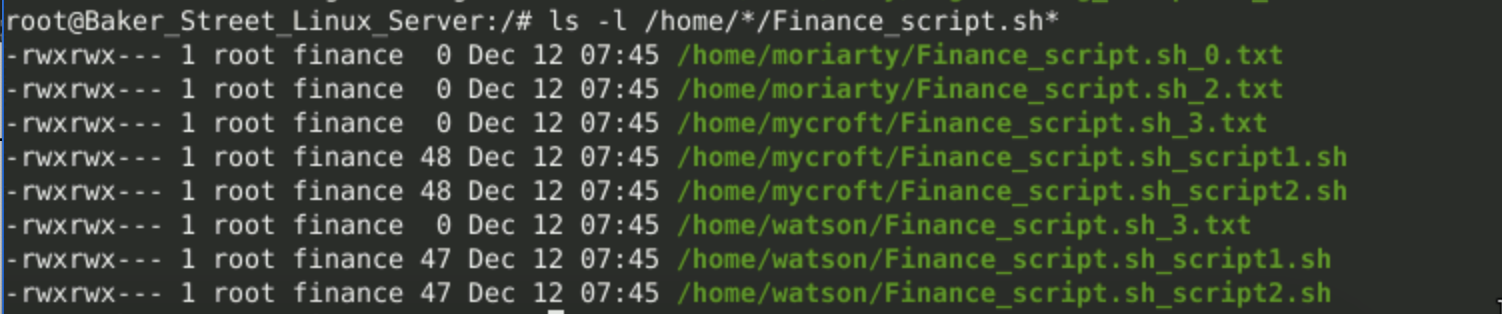 root@Baker_Street_Linux_Server:/# ls -l /home/*/Finance_script.sh*
-rwxrwx--- 1 root finance  0 Dec 12 07:45 /home/moriarty/Finance_script.sh_0.txt
-rwxrwx--- 1 root finance  0 Dec 12 07:45 /home/moriarty/Finance_script.sh_2.txt
-rwxrwx--- 1 root finance  0 Dec 12 07:45 /home/mycroft/Finance_script.sh_3.txt
-rwxrwx--- 1 root finance 48 Dec 12 07:45 /home/mycroft/Finance_script.sh_script1.sh
-rwxrwx--- 1 root finance 48 Dec 12 07:45 /home/mycroft/Finance_script.sh_script2.sh
-rwxrwx--- 1 root finance  0 Dec 12 07:45 /home/watson/Finance_script.sh_3.txt
-rwxrwx--- 1 root finance 47 Dec 12 07:45 /home/watson/Finance_script.sh_script1.sh
-rwxrwx--- 1 root finance 47 Dec 12 07:45 /home/watson/Finance_script.sh_script2.sh